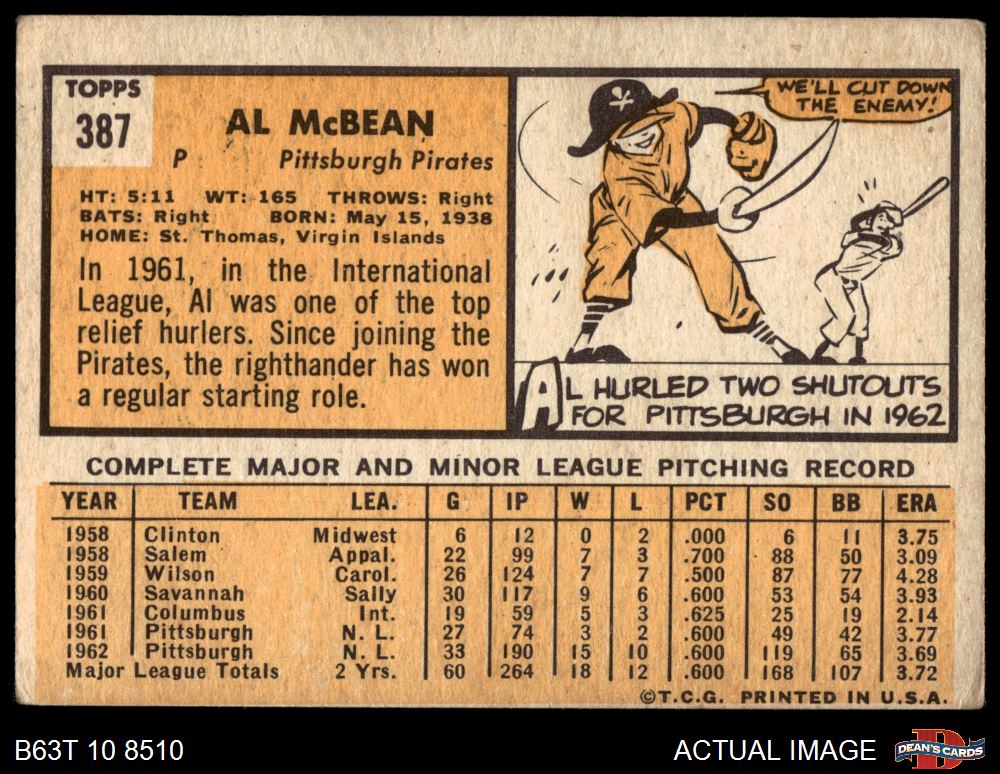 TOPPS
387
AL McBEAN
P Pittsburgh Pirates
HT: 5:11 WT: 165 THROWS: Right
BATS: Right BORN: May 15, 1938
HOME: St. Thomas, Virgin Islands
In 1961, in the International
League, Al was one of the top
relief hurlers. Since joining the
Pirates, the righthander has won
a regular starting role.
WE'LL CUT DOWN
THE ENEMY!
AL HURLED TWO SHUTOUTS
FOR PITTSBURGH IN 1962
COMPLETE MAJOR AND MINOR LEAGUE PITCHING RECORD
YEAR TEAM LEA. G IP W L PCT SO BB ERA
1958 Clinton Midwest 6 12 0 2 .000 6 11 3.75
1958 Salem Appal. 22 99 7 3 .700 88 50 3.09
1959 Wilson Carol. 26 124 7 7 .500 87 77 4.28
1960 Savannah Sally 30 117 9 6 .600 53 54 3.93
1961 Columbus Int. 19 59 5 3 .625 25 19 2.14
1961 Pittsburgh N. L. 27 74 3 2 .600 49 42 3.77
1962 Pittsburgh N. L. 33 190 15 10 .600 119 65 3.69
Major League Totals 2 Yrs. 60 264 18 12 .600 168 107 3.72
©T.C.G. PRINTED IN U.S.A.
B63T 10 8510
ACTUAL IMAGE
DEAN'S CARDS